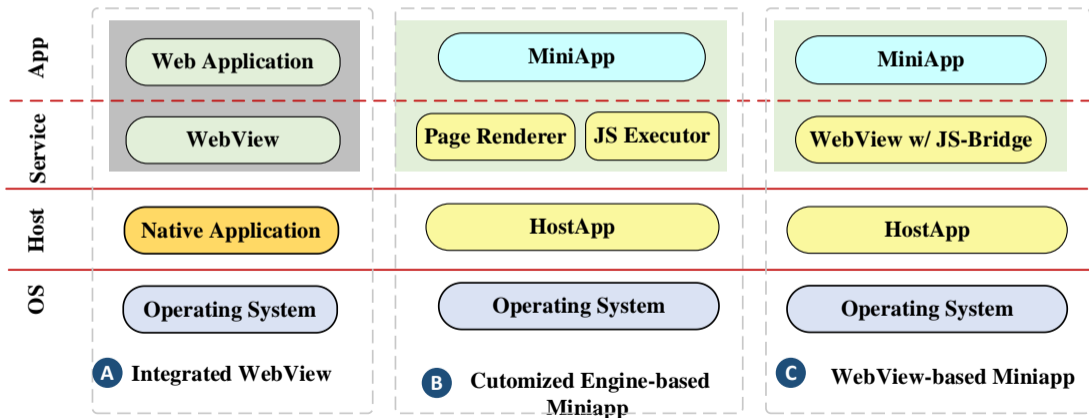 App
Web Application
MiniApp
MiniApp
Service
WebView
Page Renderer
JS Executor
WebView w/ JS-Bridge
Host
Native Application
HostApp
HostApp
OS
Operating System
Operating System
Operating System
A Integrated WebView
B Cutomized Engine-based
Miniapp
C WebView-based Miniapp